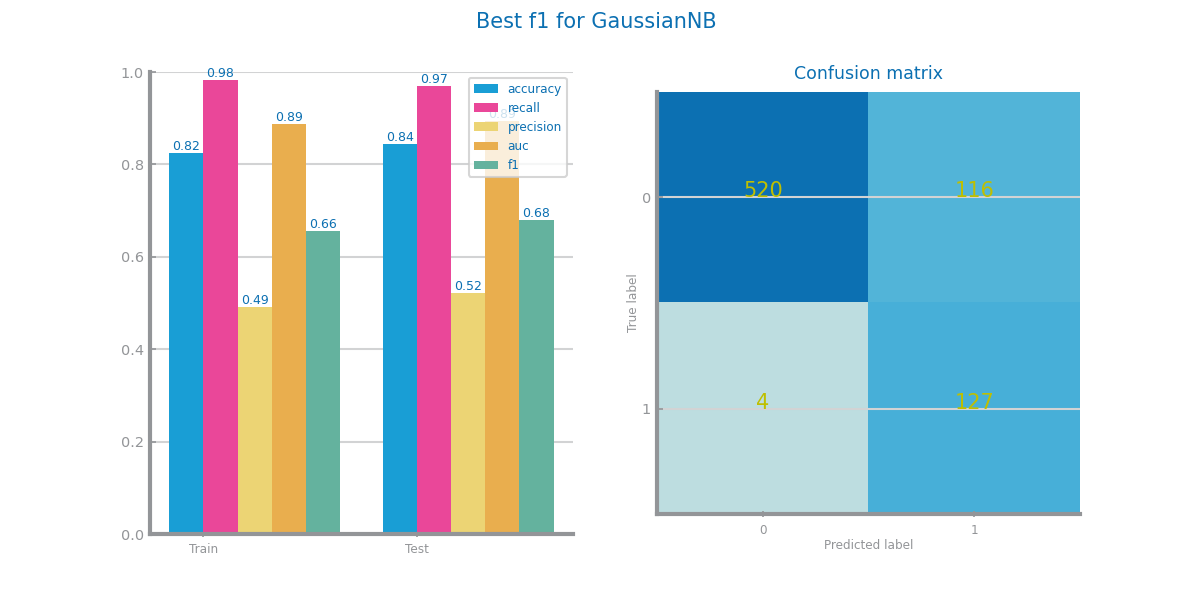 Best f1 for GaussianNB
1.0
0.8
0.6
0.4
0.2
0.0
0.82
0.98
0.49
0.89
0.66
0.84
0.97
0.52
0.89
0.68
accuracy
recall
precision
auc
f1
Train
Test
Confusion matrix
True label
0
1
520
116
4
127
0
1
Predicted label